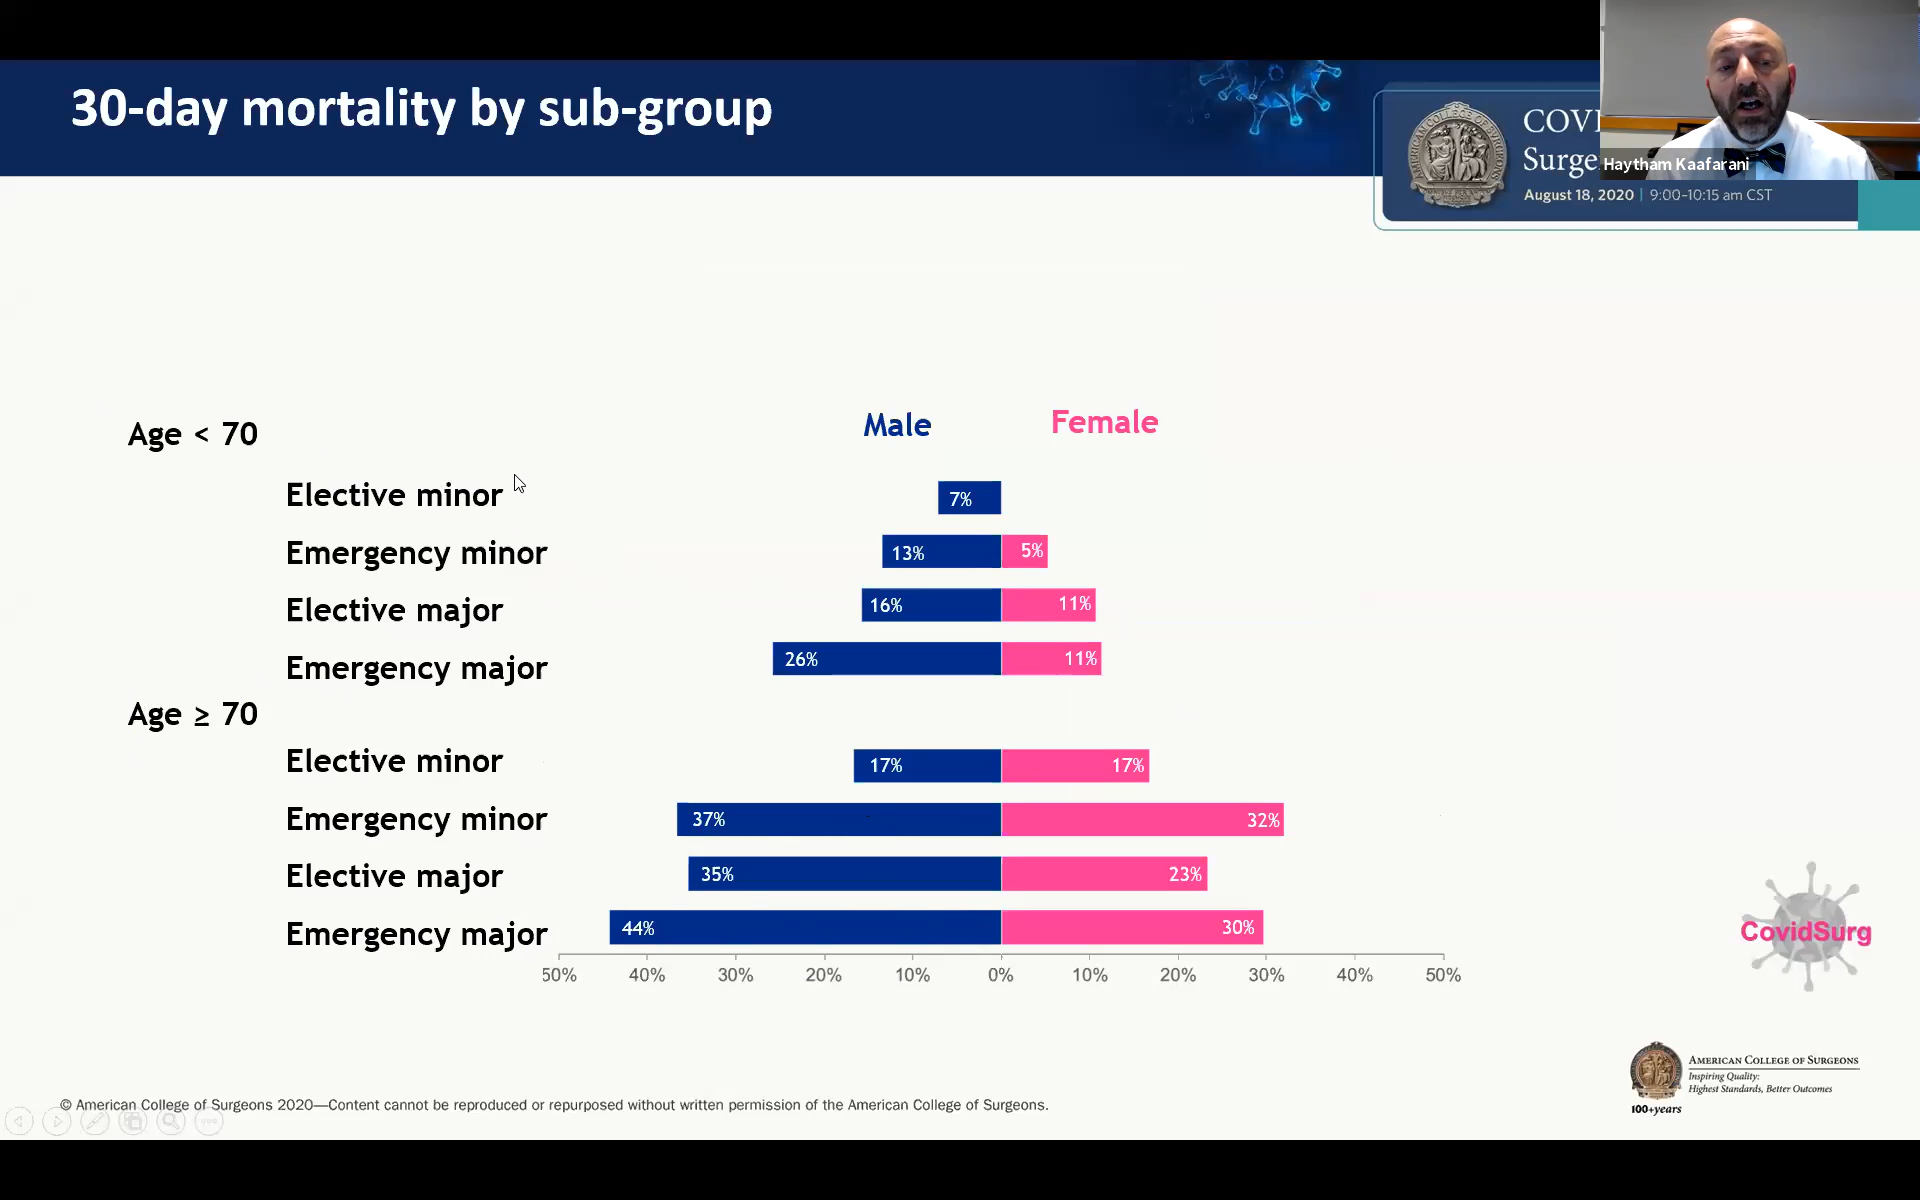 30-day mortality by sub-group
COVI
Surge
August 18, 2020 | 9:00–10:15 am CST
Haytham Kaafarani
AMERICAN COLLEGE OF SURGEONS
Male
Female
Age < 70
Elective minor
7%
Emergency minor
13%
5%
Elective major
16%
11%
Emergency major
26%
11%
Age ≥ 70
Elective minor
17%
17%
Emergency minor
37%
32%
Elective major
35%
23%
Emergency major
44%
30%
50% 40% 30% 20% 10% 0% 10% 20% 30% 40% 50%
CovidSurg
AMERICAN COLLEGE OF SURGEONS
Inspiring Quality:
Highest Standards, Better Outcomes
100+years
© American College of Surgeons 2020—Content cannot be reproduced or repurposed without written permission of the American College of Surgeons.